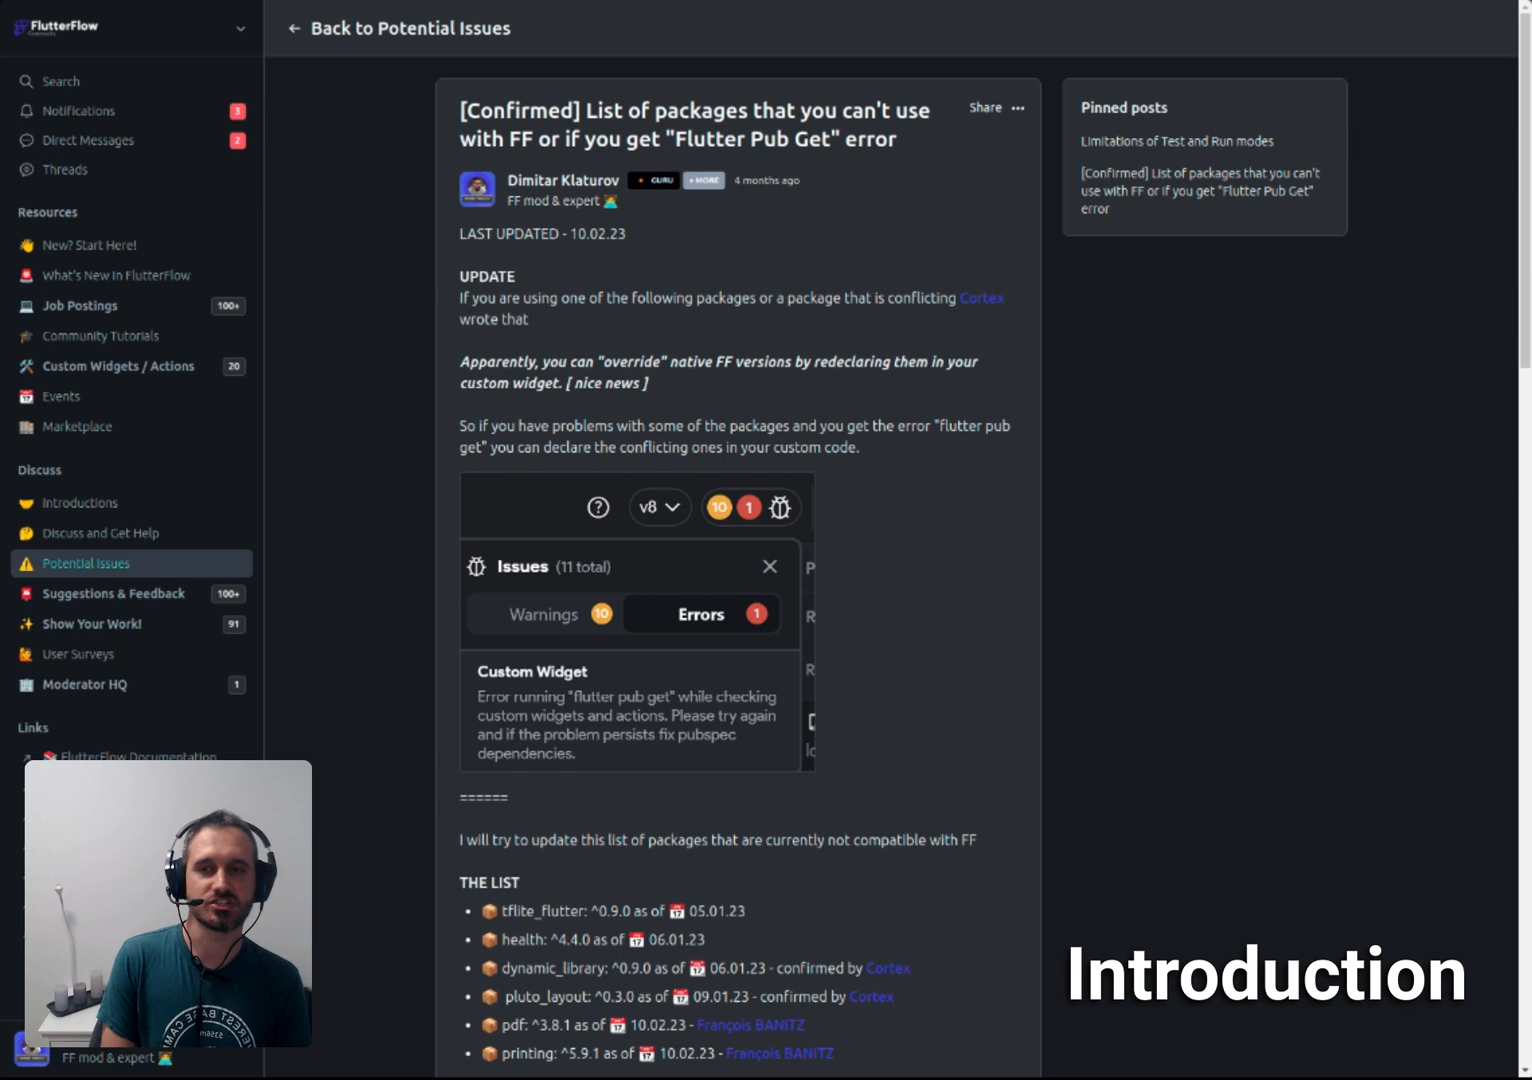 FlutterFlow
Community
Search
Notifications 3
Direct Messages 2
Threads
Resources
New? Start Here!
What's New In FlutterFlow
Job Postings 100+
Community Tutorials
Custom Widgets / Actions 20
Events
Marketplace
Discuss
Introductions
Discuss and Get Help
Potential Issues
Suggestions & Feedback 100+
Show Your Work! 91
User Surveys
Moderator HQ 1
Links
FlutterFlow Documentation
FF mod & expert
← Back to Potential Issues
[Confirmed] List of packages that you can't use
with FF or if you get "Flutter Pub Get" error
Share ...
Dimitar Klaturov GURU + MORE 4 months ago
FF mod & expert
LAST UPDATED - 10.02.23
UPDATE
If you are using one of the following packages or a package that is conflicting Cortex
wrote that
Apparently, you can "override" native FF versions by redeclaring them in your
custom widget. [ nice news ]
So if you have problems with some of the packages and you get the error "flutter pub
get" you can declare the conflicting ones in your custom code.
? v8 10 1
Issues (11 total)
Warnings 10 Errors 1
Custom Widget
Error running "flutter pub get" while checking
custom widgets and actions. Please try again
and if the problem persists fix pubspec
dependencies.
======
I will try to update this list of packages that are currently not compatible with FF
THE LIST
• tflite_flutter: ^0.9.0 as of 05.01.23
• health: ^4.4.0 as of 06.01.23
• dynamic_library: ^0.9.0 as of 06.01.23 - confirmed by Cortex
• pluto_layout: ^0.3.0 as of 09.01.23 - confirmed by Cortex
• pdf: ^3.8.1 as of 10.02.23 - François BANITZ
• printing: ^5.9.1 as of 10.02.23 - François BANITZ
Pinned posts
Limitations of Test and Run modes
[Confirmed] List of packages that you can't
use with FF or if you get "Flutter Pub Get"
error
Introduction